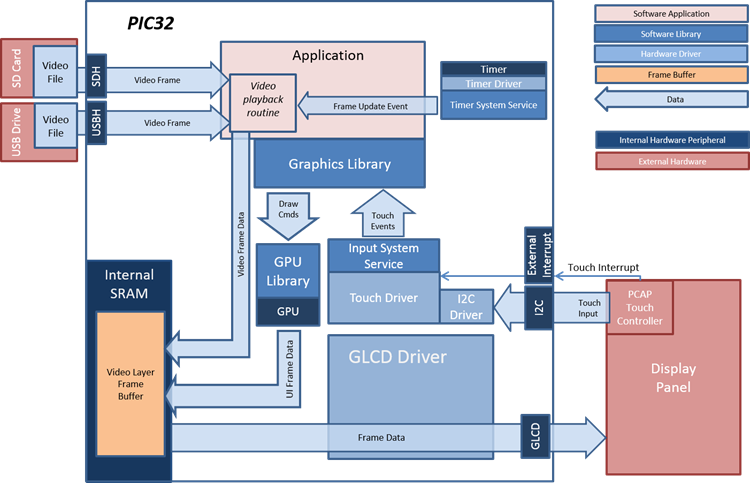 PIC32
Software Application
Software Library
Hardware Driver
Frame Buffer
Data
Internal Hardware Peripheral
External Hardware
SD Card
Video
File
SDH
Video Frame
USB Drive
Video
File
USBH
Video Frame
Application
Video
playback
routine
Frame Update Event
Timer
Timer Driver
Timer System Service
Graphics Library
Draw
Cmds
Touch
Events
Video Frame Data
GPU
Library
GPU
UI Frame Data
Input System
Service
Touch Driver
I2C
Driver
External
Interrupt
Touch Interrupt
I2C
Touch
Input
PCAP
Touch
Controller
Display
Panel
Internal
SRAM
Video Layer
Frame
Buffer
GLCD Driver
Frame Data
GLCD